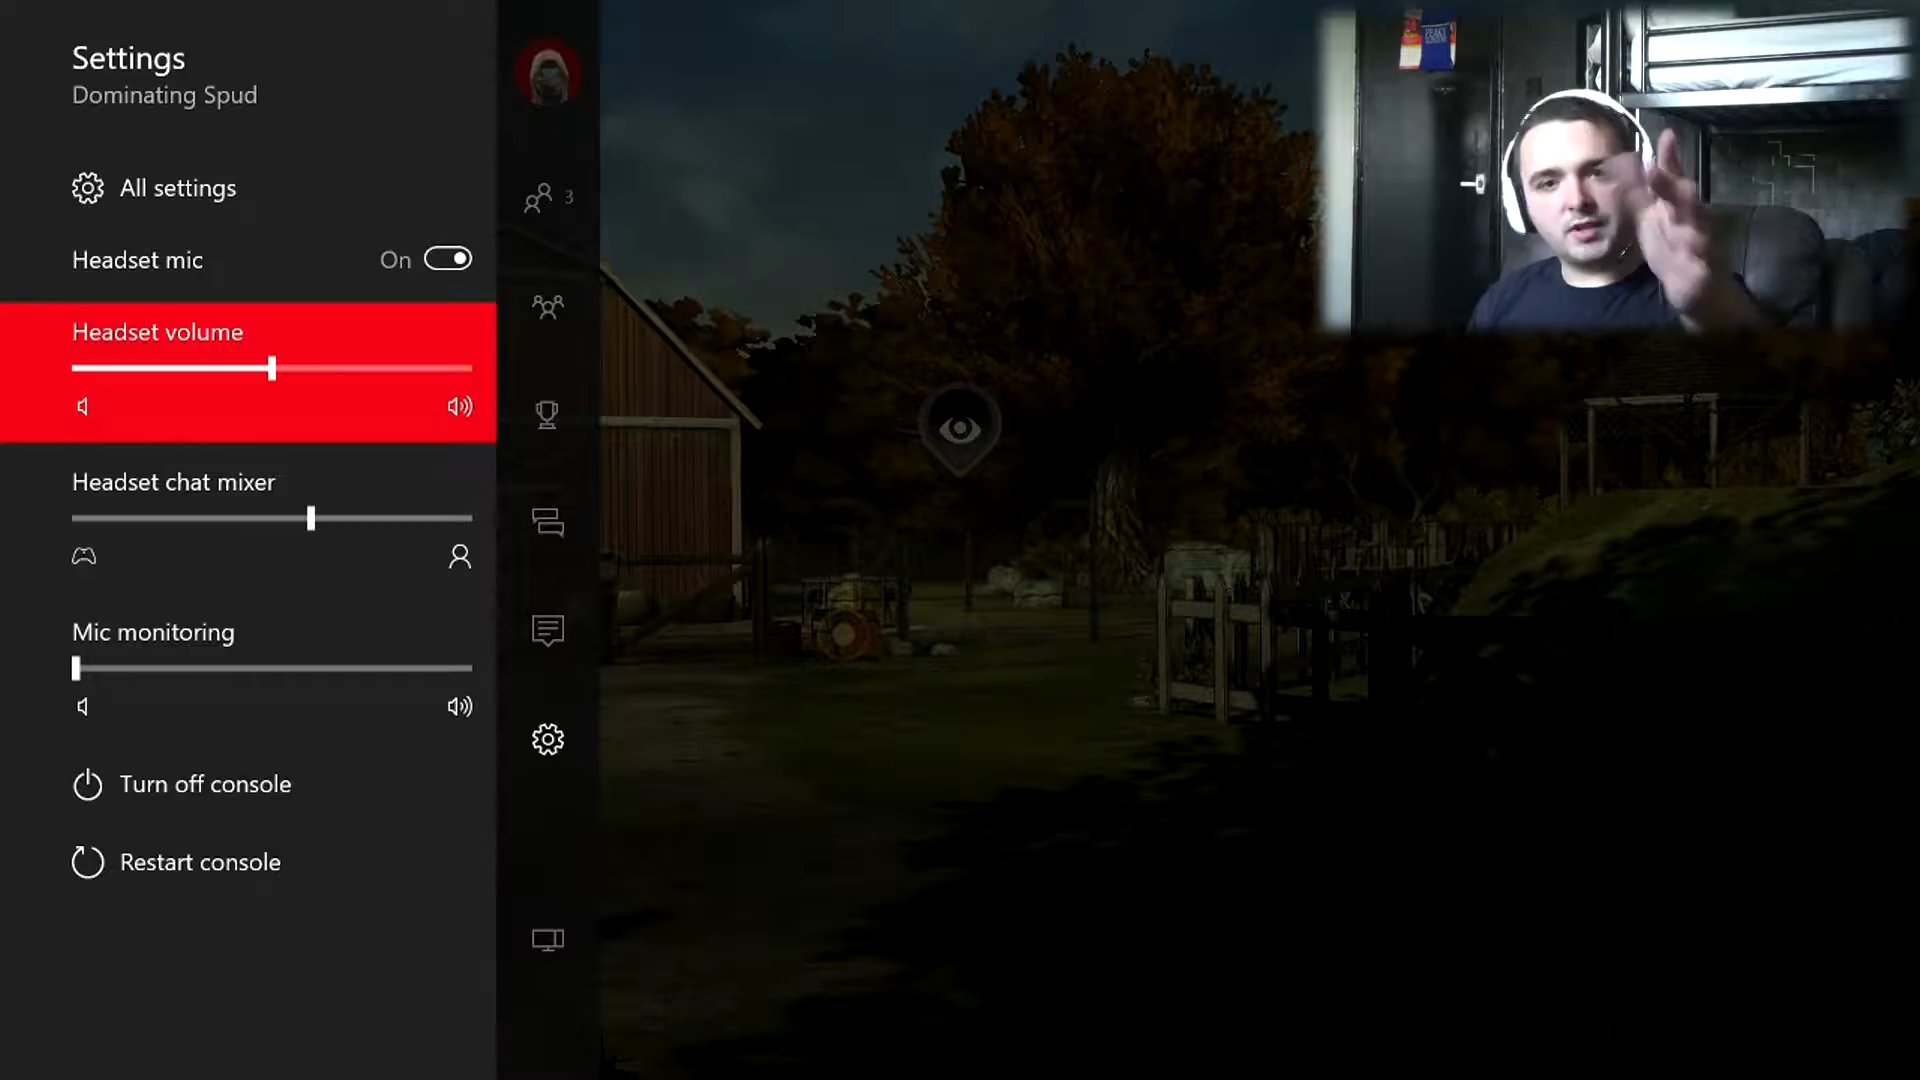 Settings
Dominating Spud
All settings
Headset mic
On
Headset volume
Headset chat mixer
Mic monitoring
Turn off console
Restart console
3